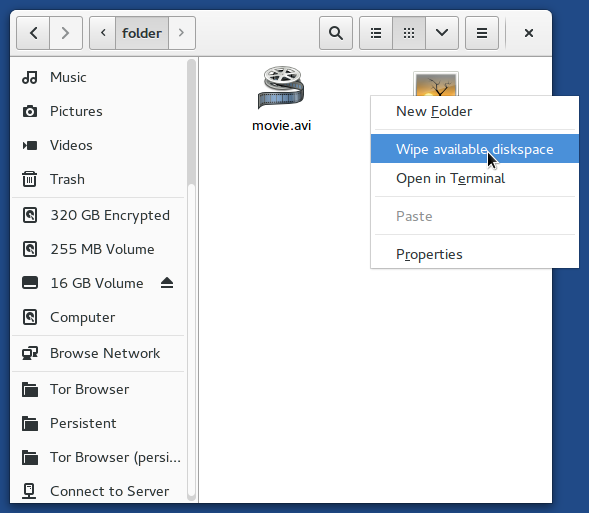 folder
Music
Pictures
Videos
Trash
320 GB Encrypted
255 MB Volume
16 GB Volume
Computer
Browse Network
Tor Browser
Persistent
Tor Browser (persi...
Connect to Server
movie.avi
New Folder
Wipe available diskspace
Open in Terminal
Paste
Properties